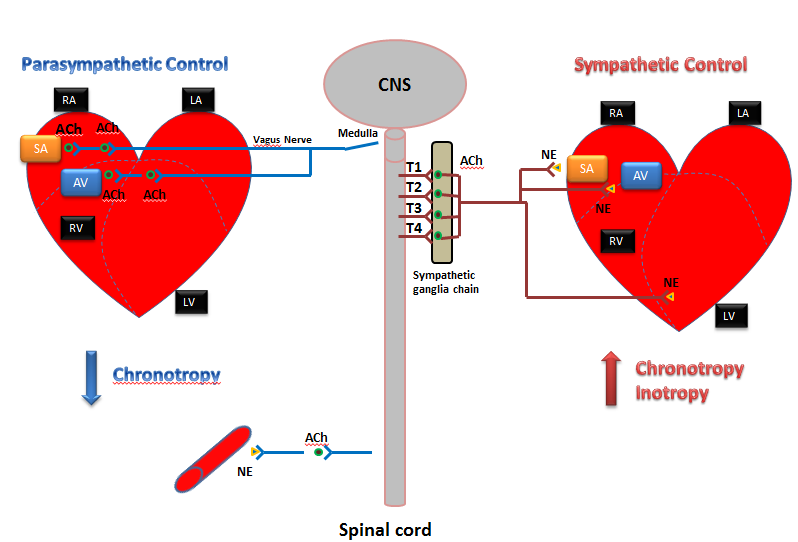 Parasympathetic Control
CNS
Sympathetic Control
RA
LA
ACh
ACh
SA
Vagus Nerve
Medulla
AV
ACh
ACh
RV
LV
T1
T2
T3
T4
ACh
Sympathetic
ganglia chain
NE
RA
LA
SA
AV
NE
RV
NE
LV
Chronotropy
Chronotropy
Inotropy
ACh
NE
Spinal cord